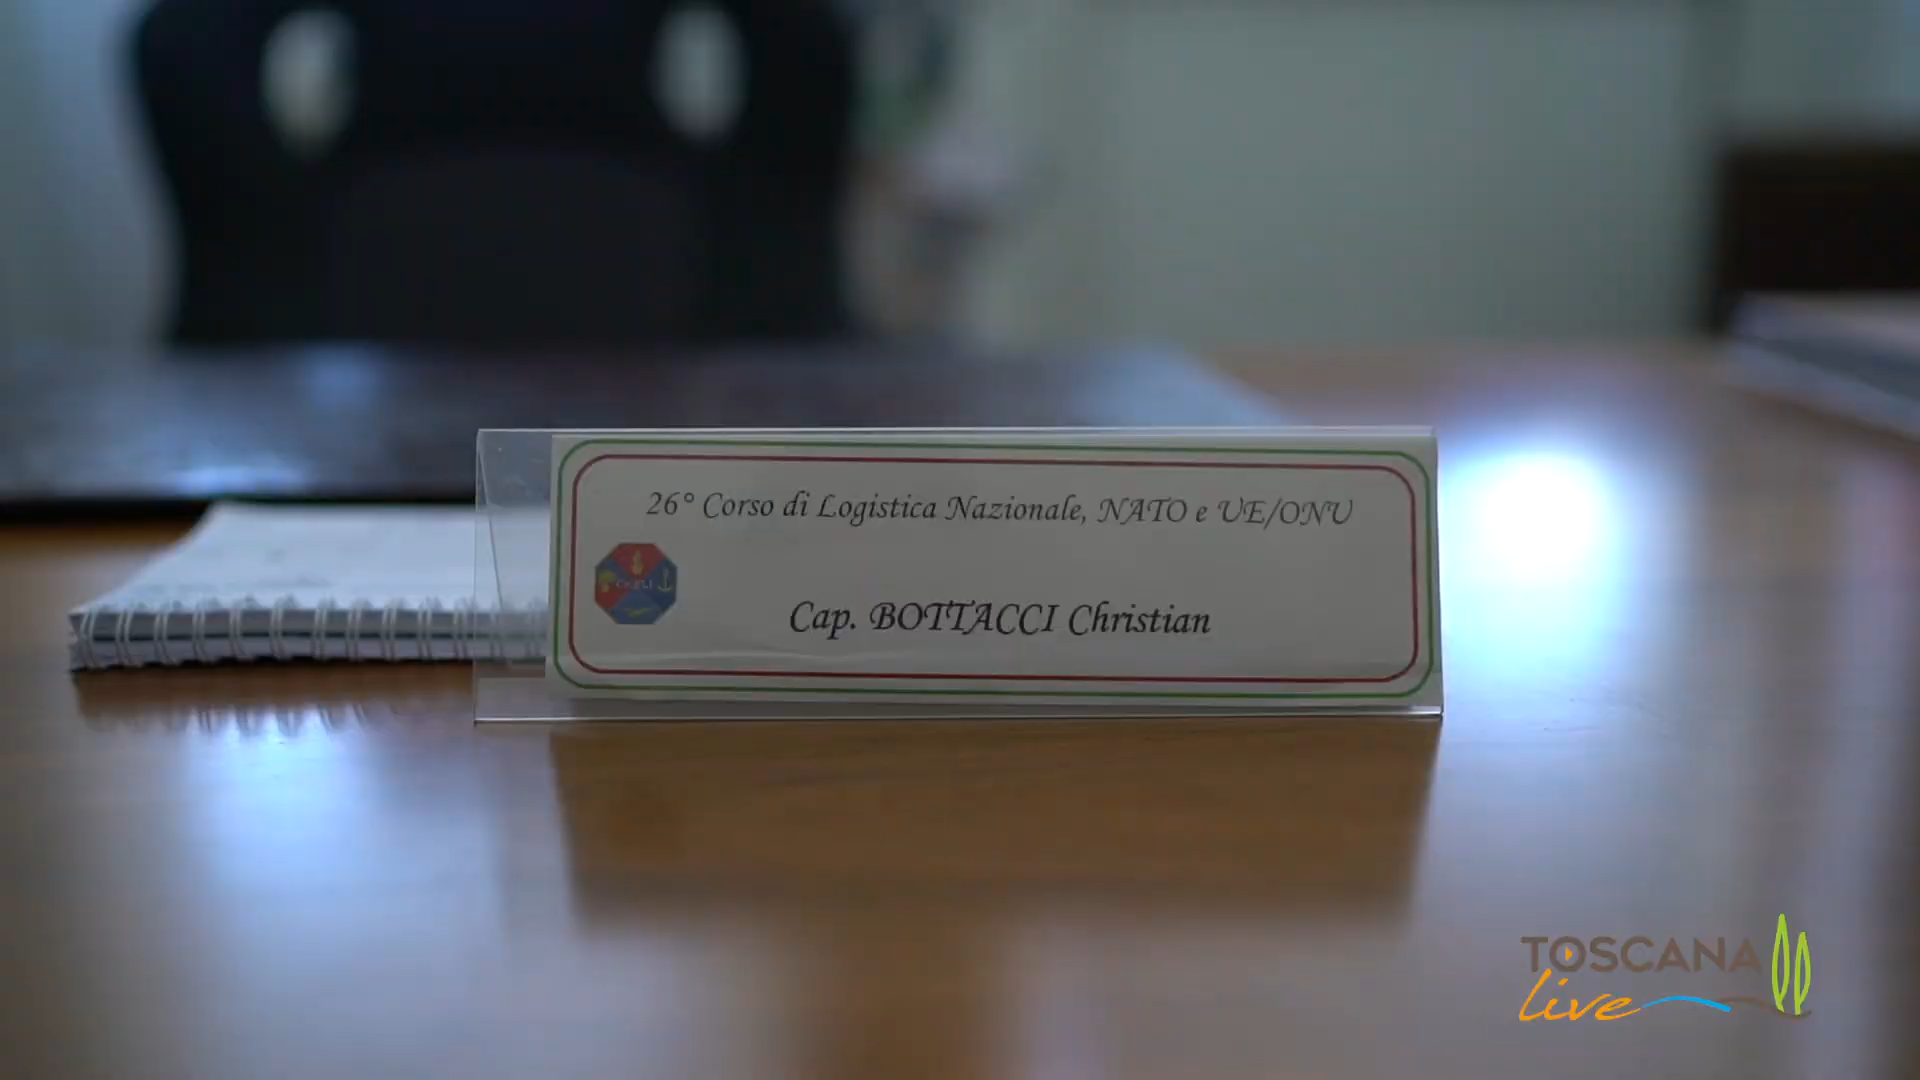 26° Corso di Logistica Nazionale, NATO e UE/ONU
Cap. BOTTACCI Christian
TOSCANA
live